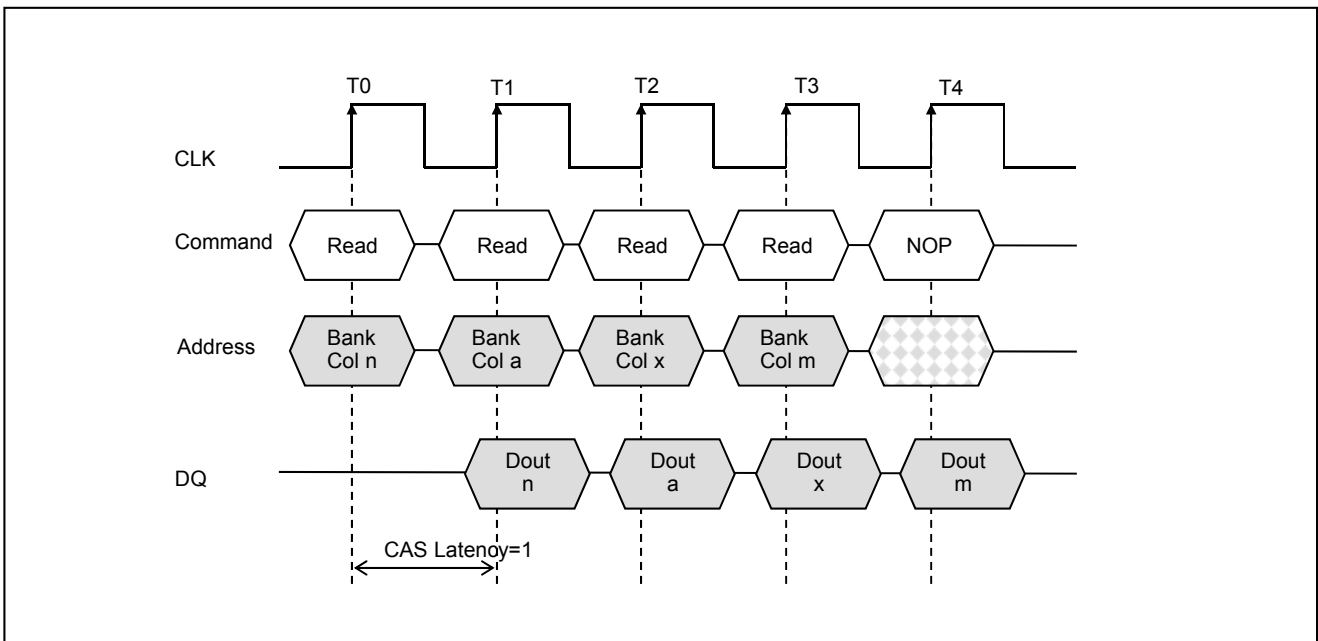 T0 T1 T2 T3 T4
CLK
Command Read Read Read Read NOP
Address Bank Col n Bank Col a Bank Col x Bank Col m
DQ Dout n Dout a Dout x Dout m
CAS Latency=1